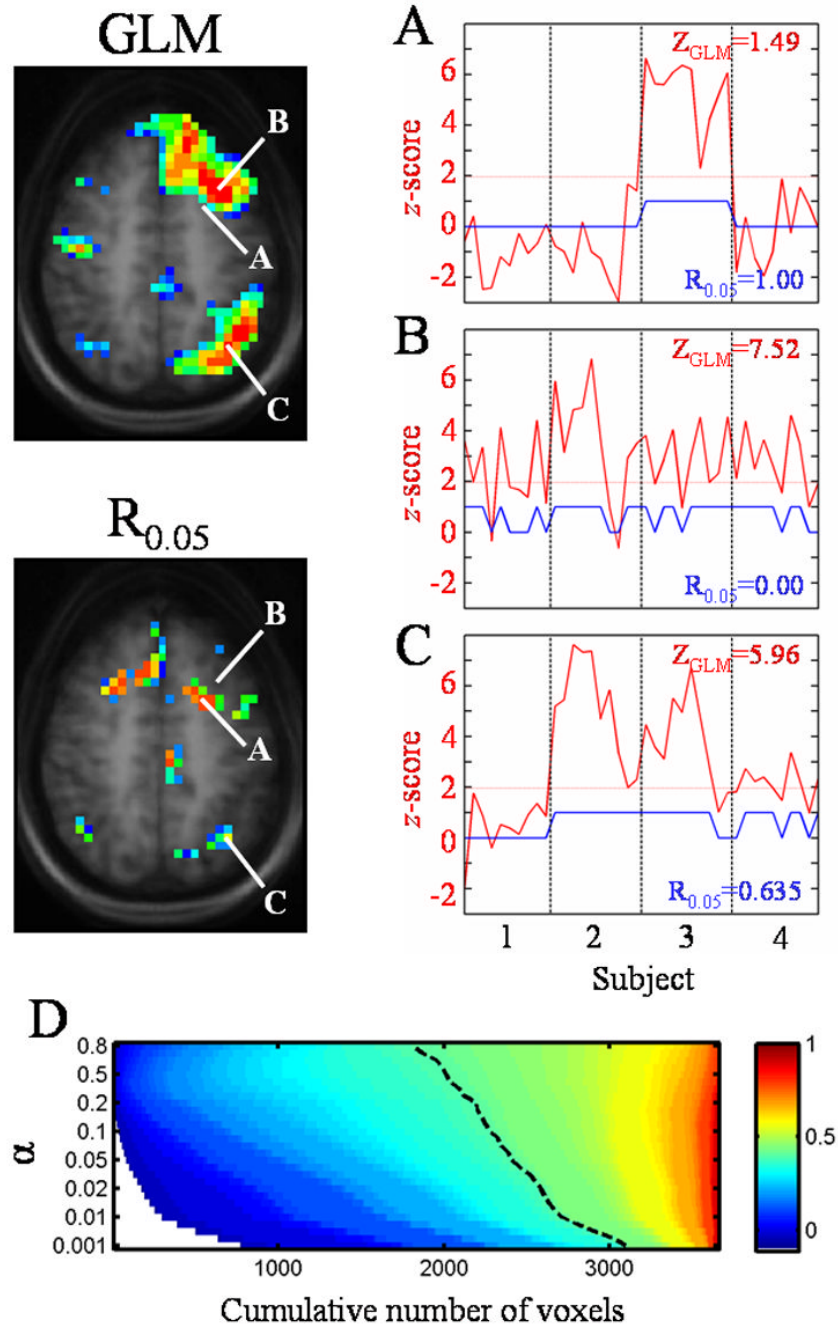 GLM
B
A
C
R0.05
B
A
C
A
ZGLM=1.49
6
4
2
0
-2
z-score
R0.05=1.00
B
ZGLM=7.52
6
4
2
0
-2
z-score
R0.05=0.00
C
ZGLM=5.96
6
4
2
0
-2
z-score
R0.05=0.635
1 2 3 4
Subject
D
0.8
0.5
0.2
0.1
0.05
0.02
0.01
0.001
α
1000 2000 3000
Cumulative number of voxels
1
0.5
0